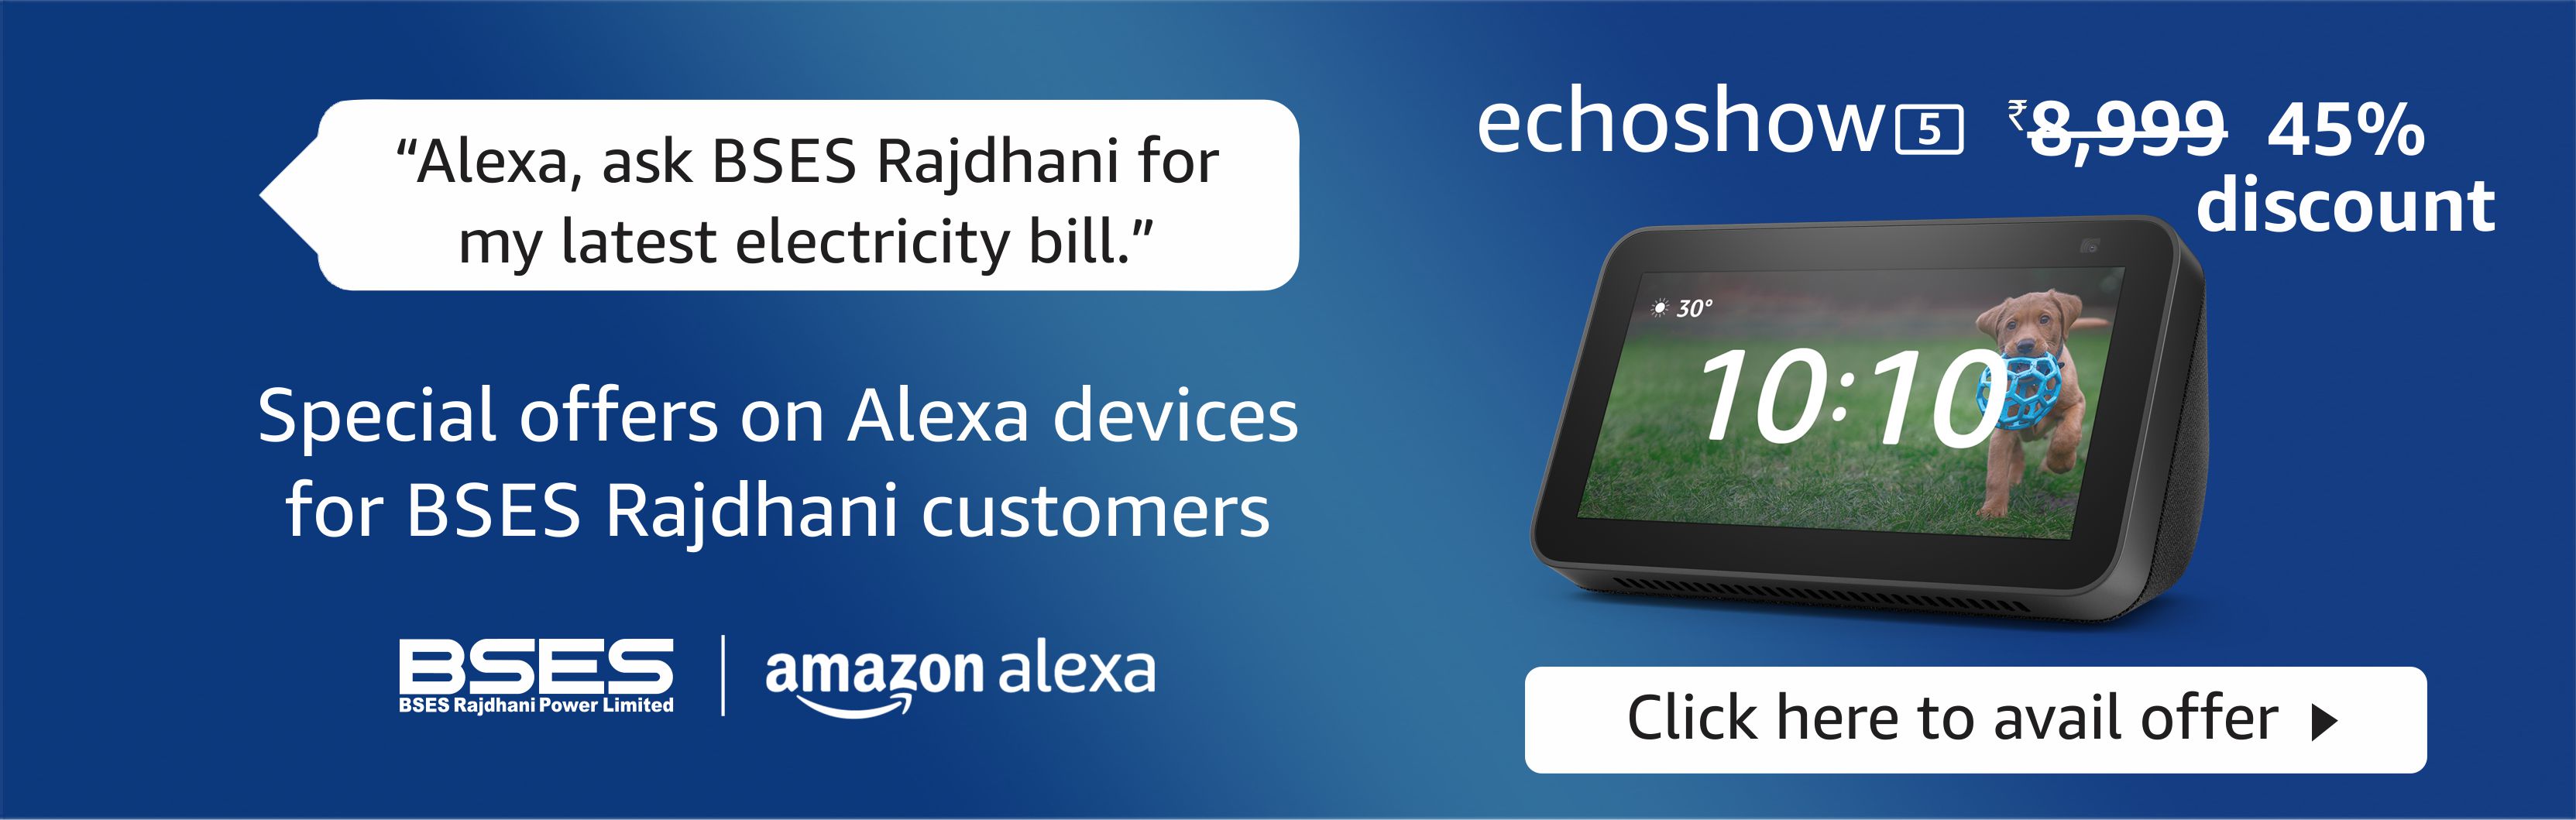 “Alexa, ask BSES Rajdhani for
my latest electricity bill.”
Special offers on Alexa devices
for BSES Rajdhani customers
BSES
BSES Rajdhani Power Limited
amazon alexa
echoshow 5 ₹8,999 45%
discount
30°
10:10
Click here to avail offer